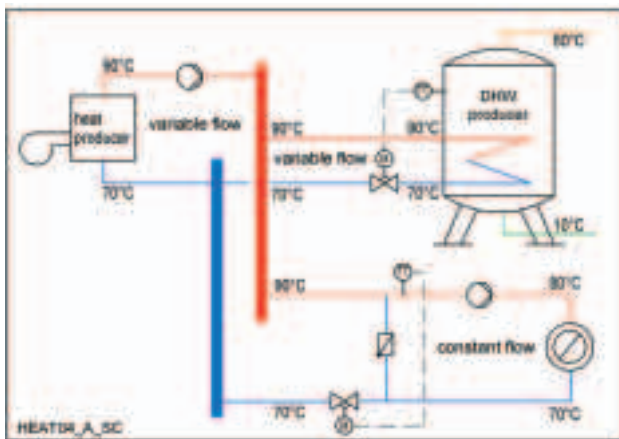 60°C
90°C
heat
producer
variable flow
DHW
producer
90°C
90°C
variable flow
70°C
70°C
70°C
10°C
90°C
80°C
constant flow
70°C
70°C
HEAT04_A_SC